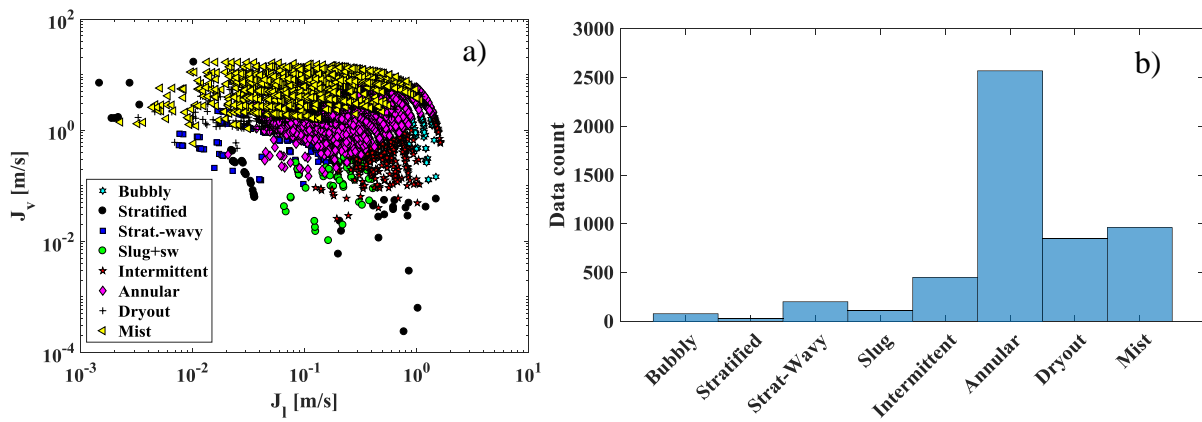 a)
10^2
10^0
10^-2
10^-4
J_v [m/s]
Bubbly
Stratified
Strat.-wavy
Slug+sw
Intermittent
Annular
Dryout
Mist
10^-3
10^-2
10^-1
10^0
10^1
J_l [m/s]
b)
3000
2500
2000
1500
1000
500
0
Data count
Bubbly
Stratified
Strat-Wavy
Slug
Intermittent
Annular
Dryout
Mist